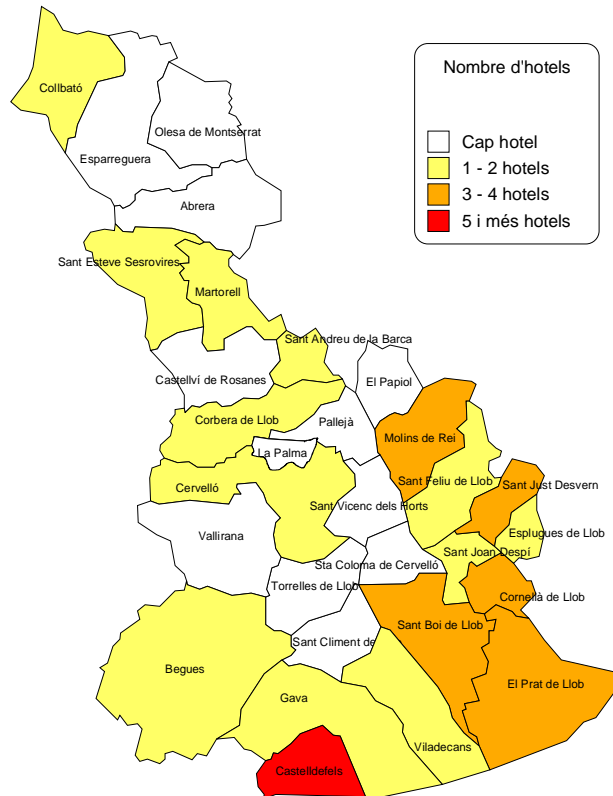 Nombre d'hotels
Cap hotel
1 - 2 hotels
3 - 4 hotels
5 i més hotels
Collbató
Olesa de Montserrat
Esparreguera
Abrera
Sant Esteve Sesrovires
Martorell
Sant Andreu de la Barca
Castellví de Rosanes
El Papiol
Corbera de Llob
Pallejà
Molins de Rei
La Palma
Cervelló
Sant Feliu de Llob
Sant Just Desvern
Sant Vicenc dels Horts
Esplugues de Llob
Vallirana
Sant Joan Despí
Sta Coloma de Cervelló
Torrelles de Llob
Cornellà de Llob
Sant Boi de Llob
Sant Climent de
Begues
El Prat de Llob
Gava
Viladecans
Castelldefels